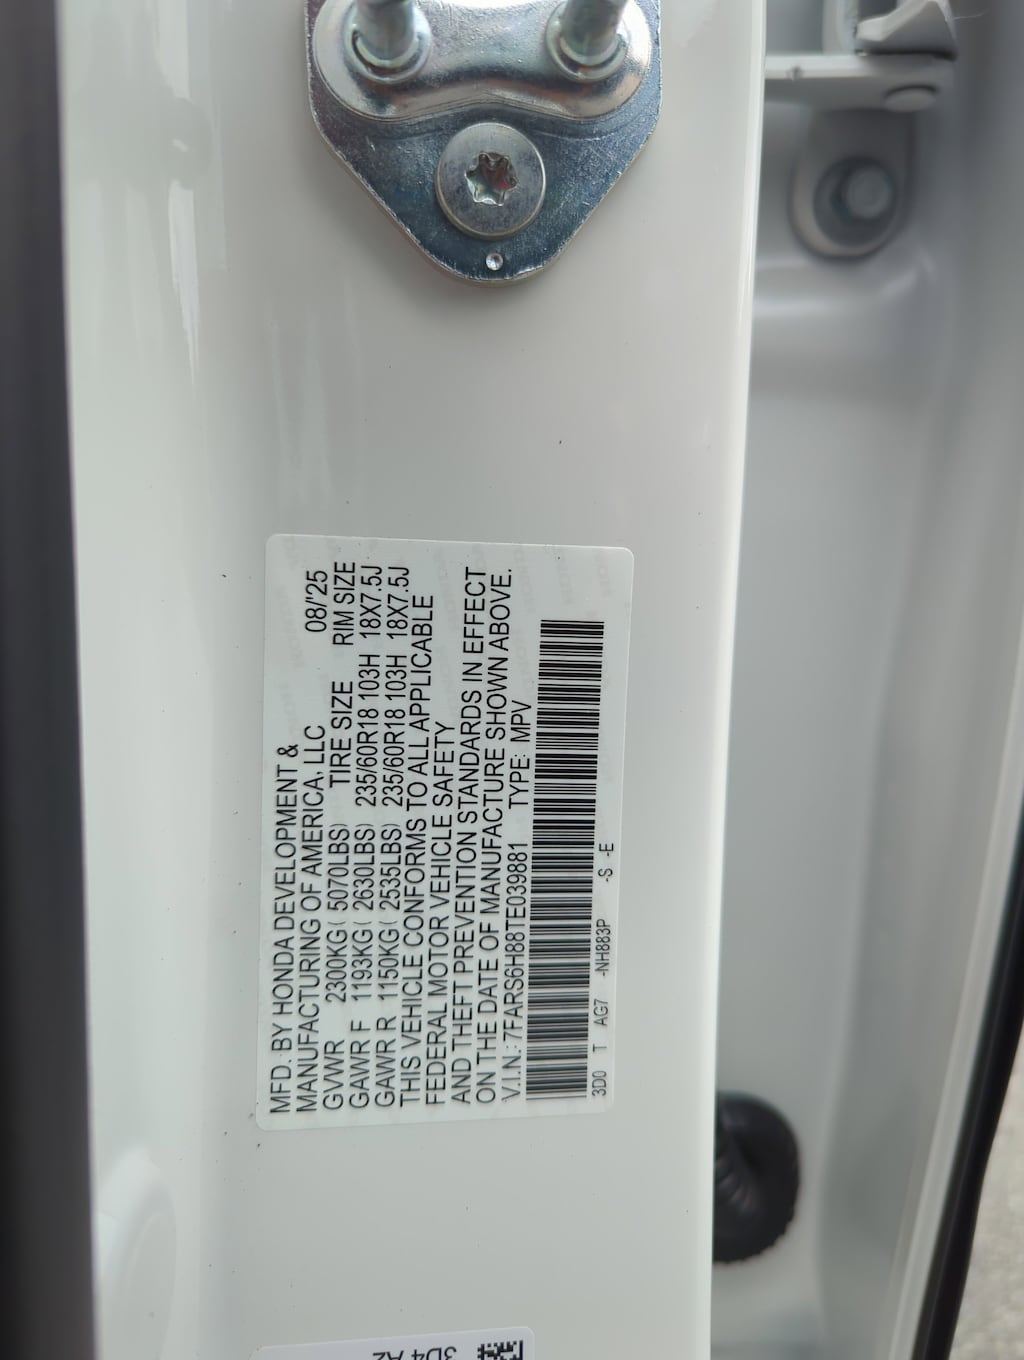 MFD. BY HONDA DEVELOPMENT &
MANUFACTURING OF AMERICA, LLC 08/'25
GVWR 2300KG( 5070LBS) TIRE SIZE RIM SIZE
GAWR F 1193KG( 2630LBS) 235/60R18 103H 18X7.5J
GAWR R 1150KG( 2535LBS) 235/60R18 103H 18X7.5J
THIS VEHICLE CONFORMS TO ALL APPLICABLE
FEDERAL MOTOR VEHICLE SAFETY
AND THEFT PREVENTION STANDARDS IN EFFECT
ON THE DATE OF MANUFACTURE SHOWN ABOVE.
V.I.N.: 7FARS6H88TE039881 TYPE: MPV
3D0 T AG7 -NH883P -S -E
3D4 A2